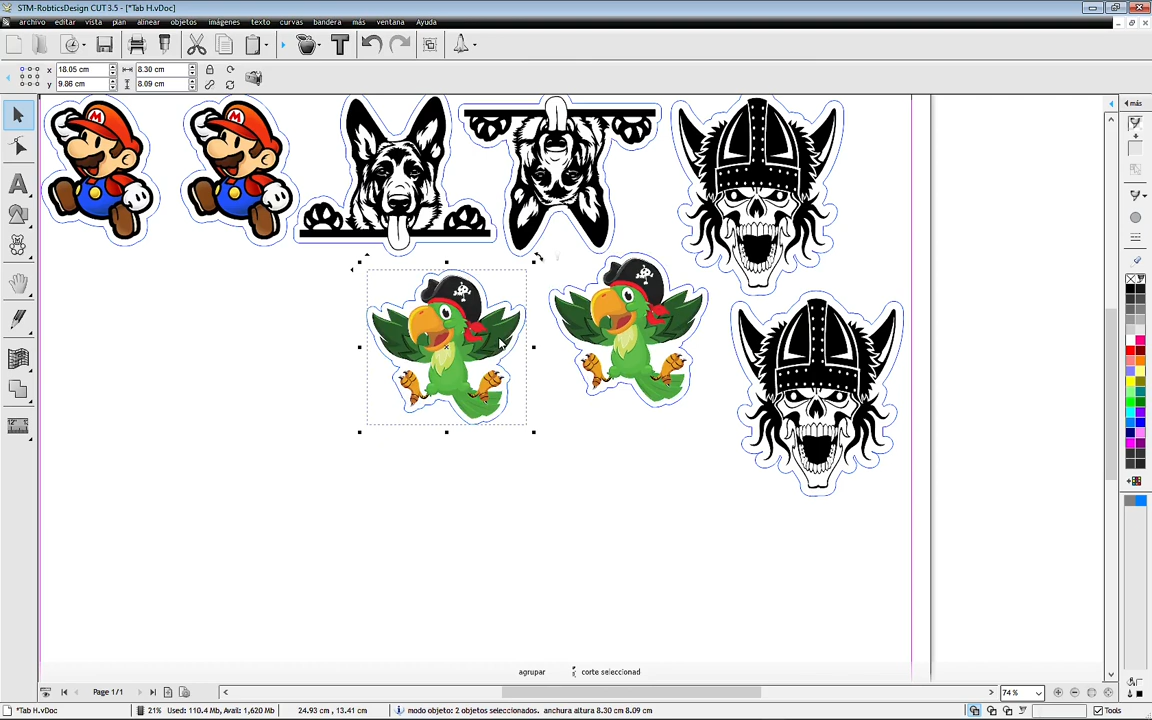 STM-RobticsDesign CUT 3.5 - [*Tab H.vDoc]
archivo editar vista plan alinear objetos imágenes texto curvas bandera más ventana Ayuda
x 18.05 cm 8.30 cm
y 9.86 cm 8.09 cm
más
M M
agrupar corte seleccionad
Page 1/1 74 %
*Tab H.vDoc 21% Used: 110.4 Mb, Avail: 1,620 Mb 24.93 cm , 13.41 cm modo objeto: 2 objetos seleccionados. anchura altura 8.30 cm 8.09 cm Tools